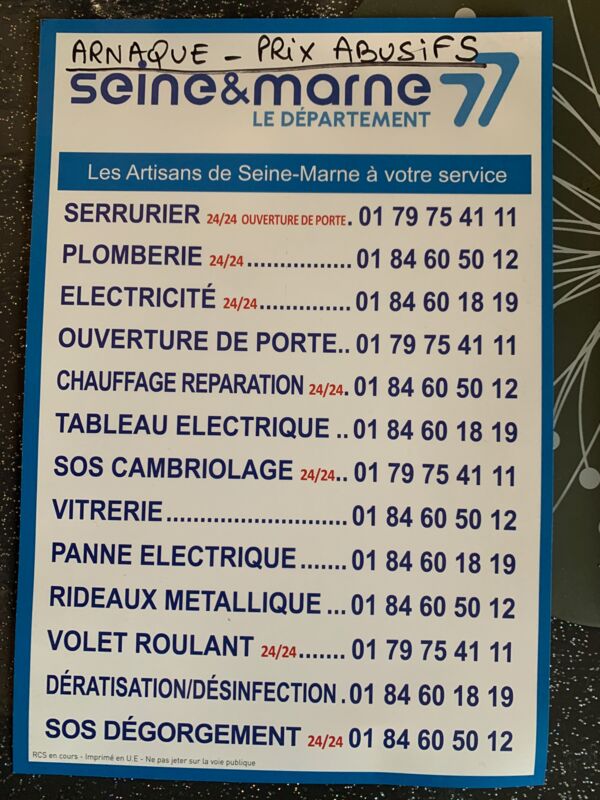 ARNAQUE - PRIX ABUSIFS
seine&marne 77
LE DÉPARTEMENT
Les Artisans de Seine-Marne à votre service
SERRURIER 24/24 OUVERTURE DE PORTE. 01 79 75 41 11
PLOMBERIE 24/24................ 01 84 60 50 12
ELECTRICITÉ 24/24.............. 01 84 60 18 19
OUVERTURE DE PORTE.. 01 79 75 41 11
CHAUFFAGE REPARATION 24/24. 01 84 60 50 12
TABLEAU ELECTRIQUE .. 01 84 60 18 19
SOS CAMBRIOLAGE 24/24.. 01 79 75 41 11
VITRERIE........................... 01 84 60 50 12
PANNE ELECTRIQUE....... 01 84 60 18 19
RIDEAUX METALLIQUE ... 01 84 60 50 12
VOLET ROULANT 24/24....... 01 79 75 41 11
DÉRATISATION/DÉSINFECTION . 01 84 60 18 19
SOS DÉGORGEMENT 24/24 01 84 60 50 12
RCS en cours - Imprimé en U.E - Ne pas jeter sur la voie publique